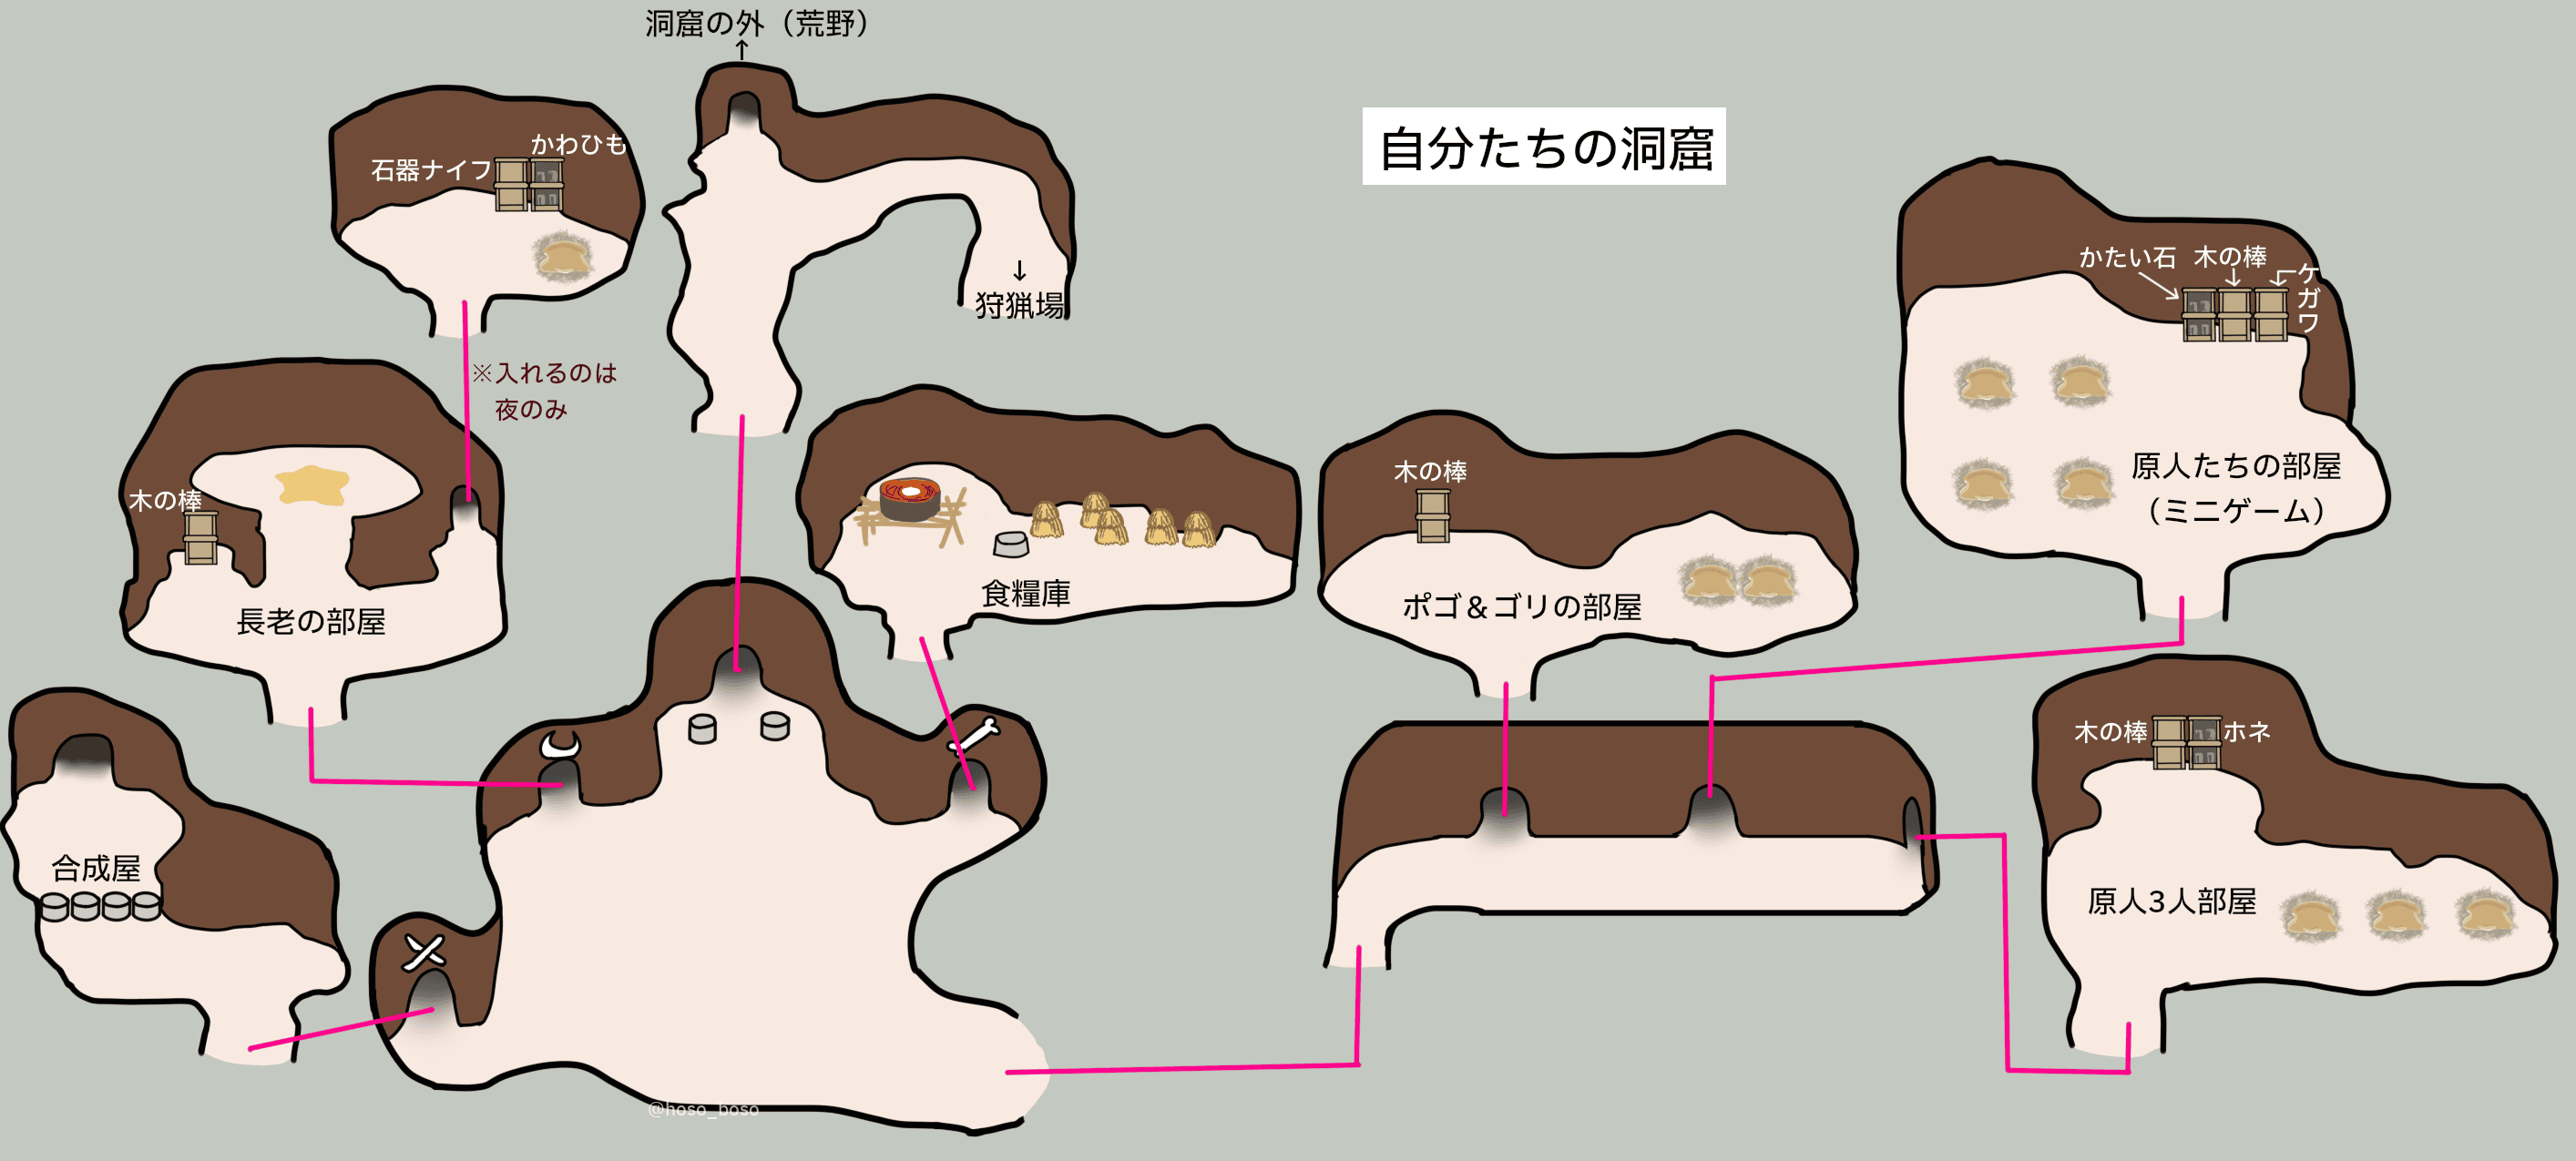 洞窟の外（荒野）
↑
自分たちの洞窟
かわひも
石器ナイフ
↓
狩猟場
かたい石
木の棒
ケガワ
※入れるのは
夜のみ
木の棒
長老の部屋
食糧庫
木の棒
ポゴ＆ゴリの部屋
原人たちの部屋
（ミニゲーム）
合成屋
木の棒
ホネ
原人3人部屋
@hoso_boso